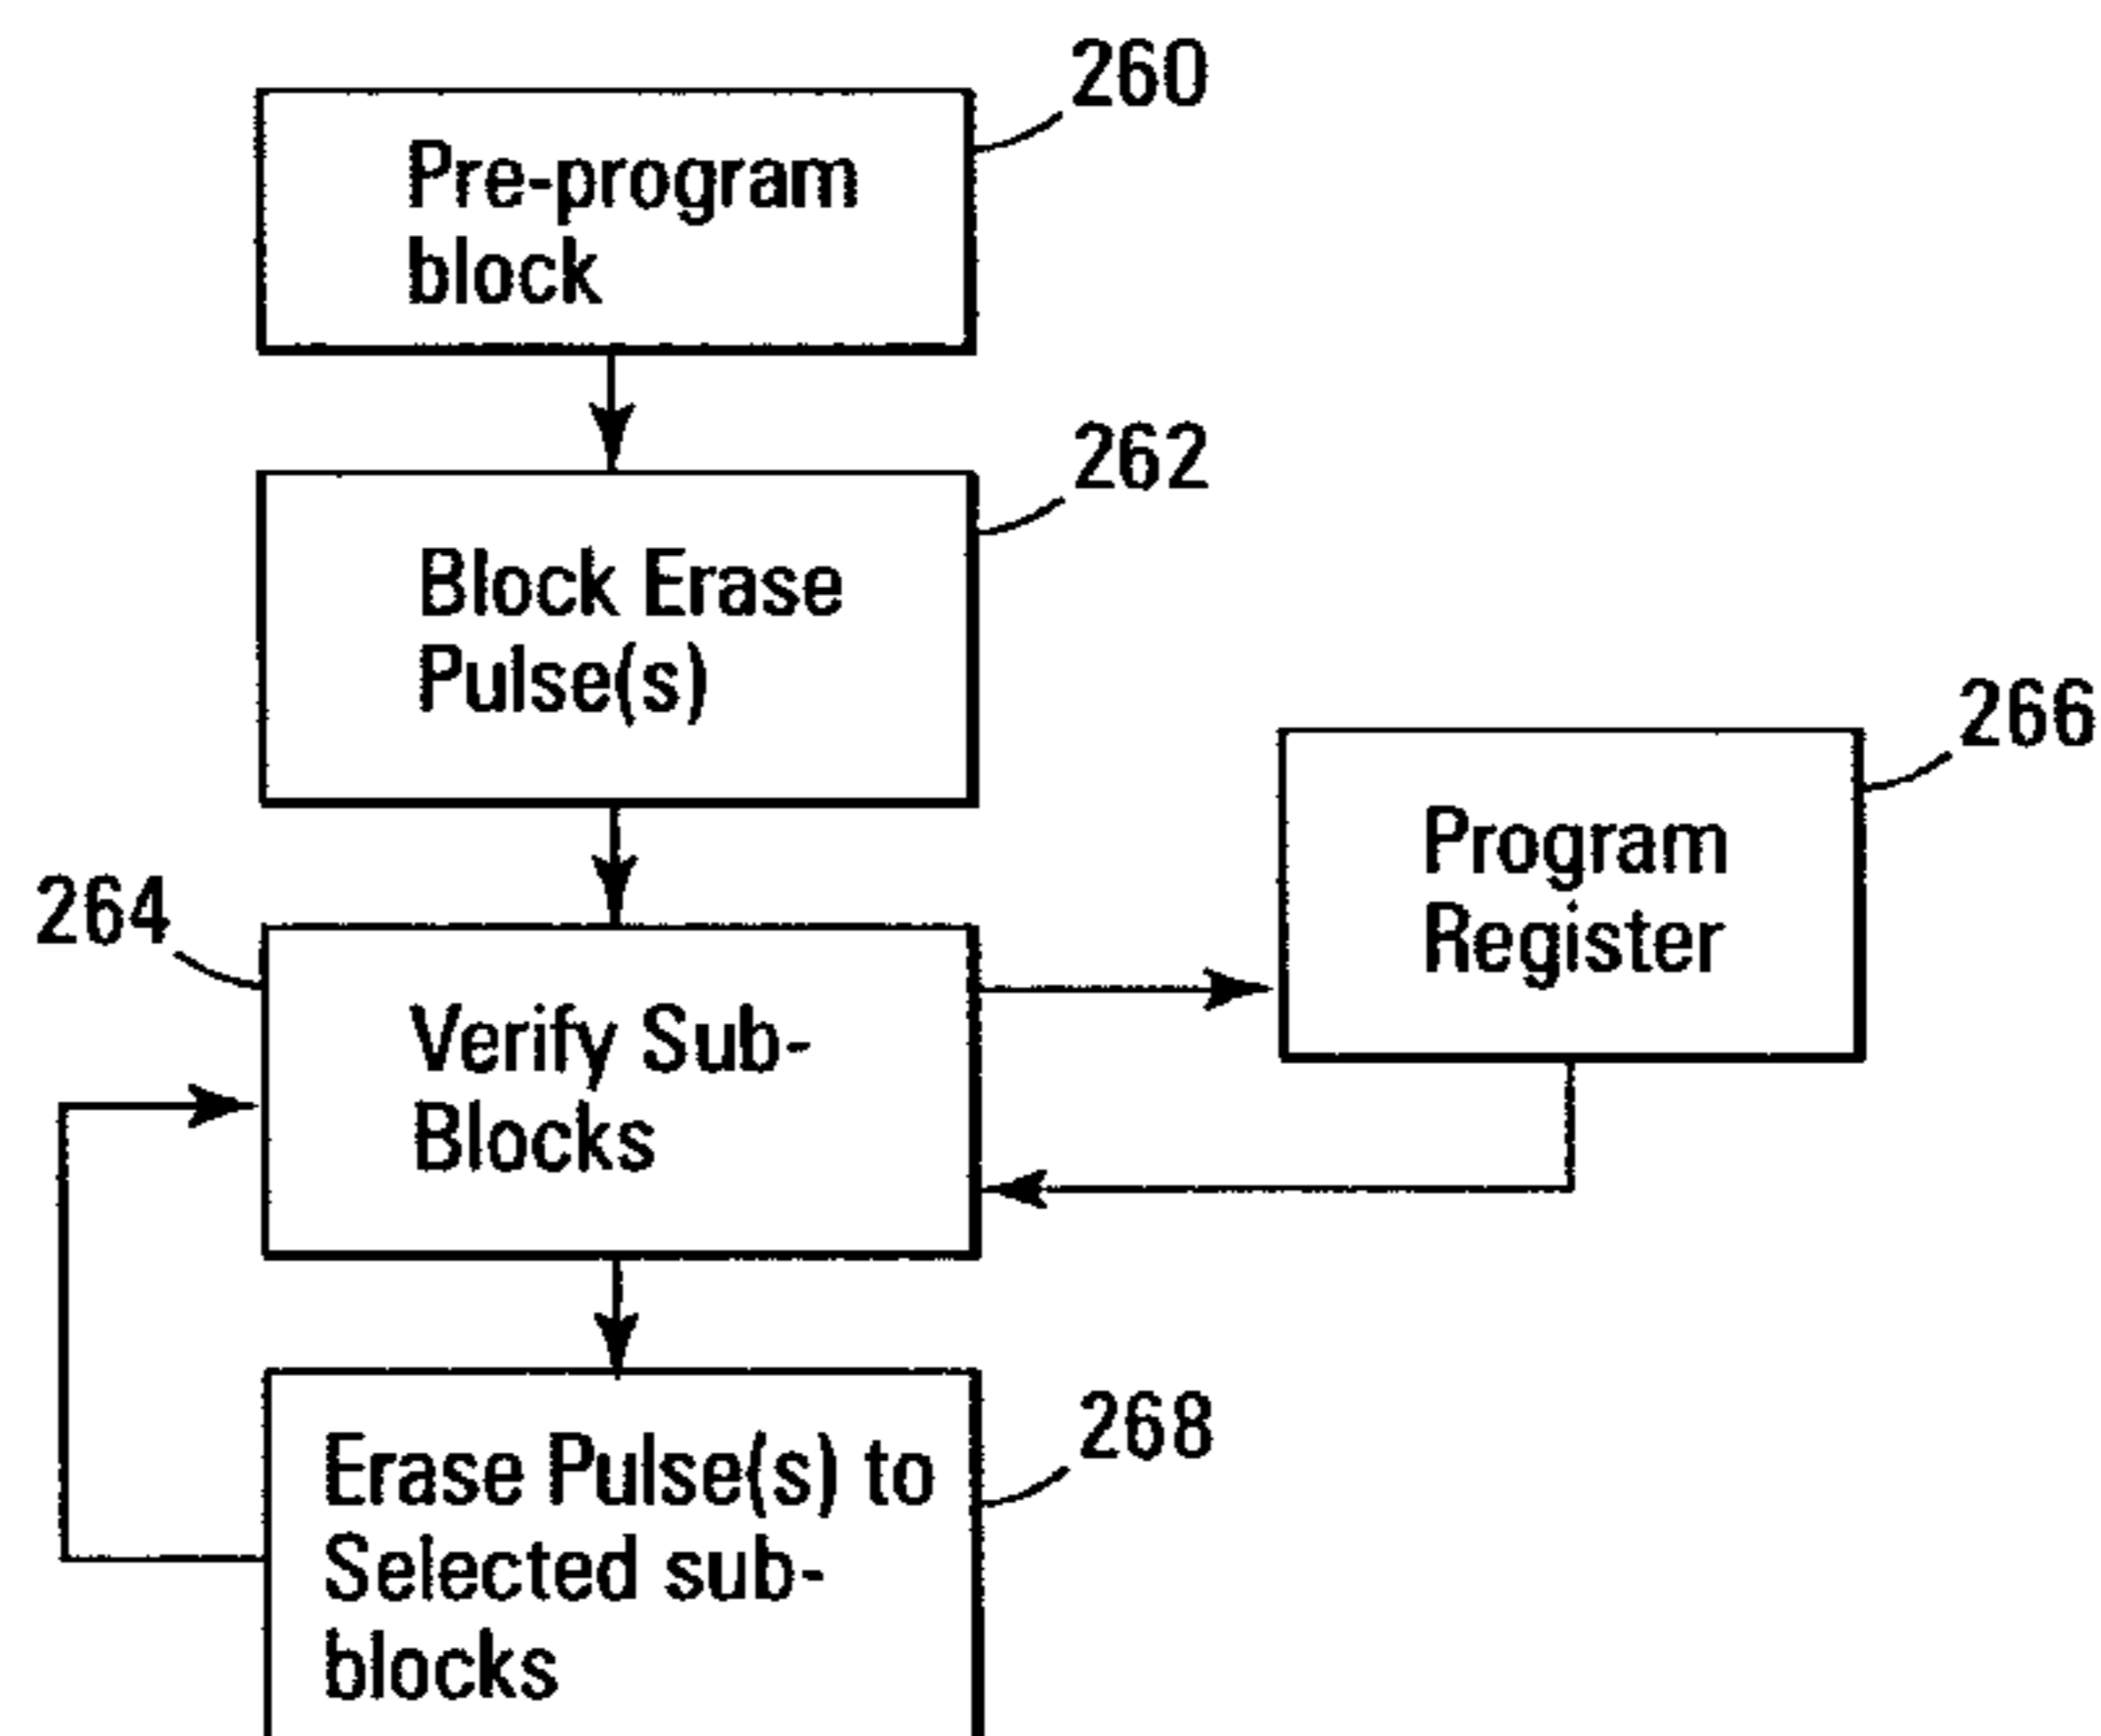 260
Pre-program
block
262
Block Erase
Pulse(s)
266
Program
Register
264
Verify Sub-
Blocks
268
Erase Pulse(s) to
Selected sub-
blocks